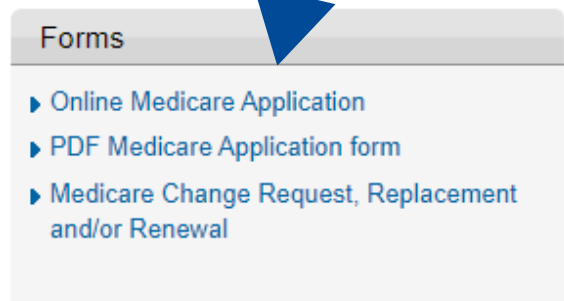 Forms
Online Medicare Application
PDF Medicare Application form
Medicare Change Request, Replacement
and/or Renewal